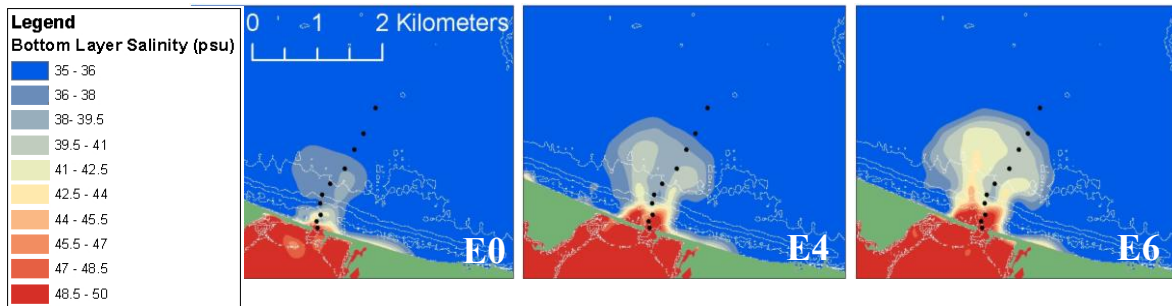 Legend
Bottom Layer Salinity (psu)
35 - 36
36 - 38
38- 39.5
39.5 - 41
41 - 42.5
42.5 - 44
44 - 45.5
45.5 - 47
47 - 48.5
48.5 - 50
0 1 2 Kilometers
E0
E4
E6